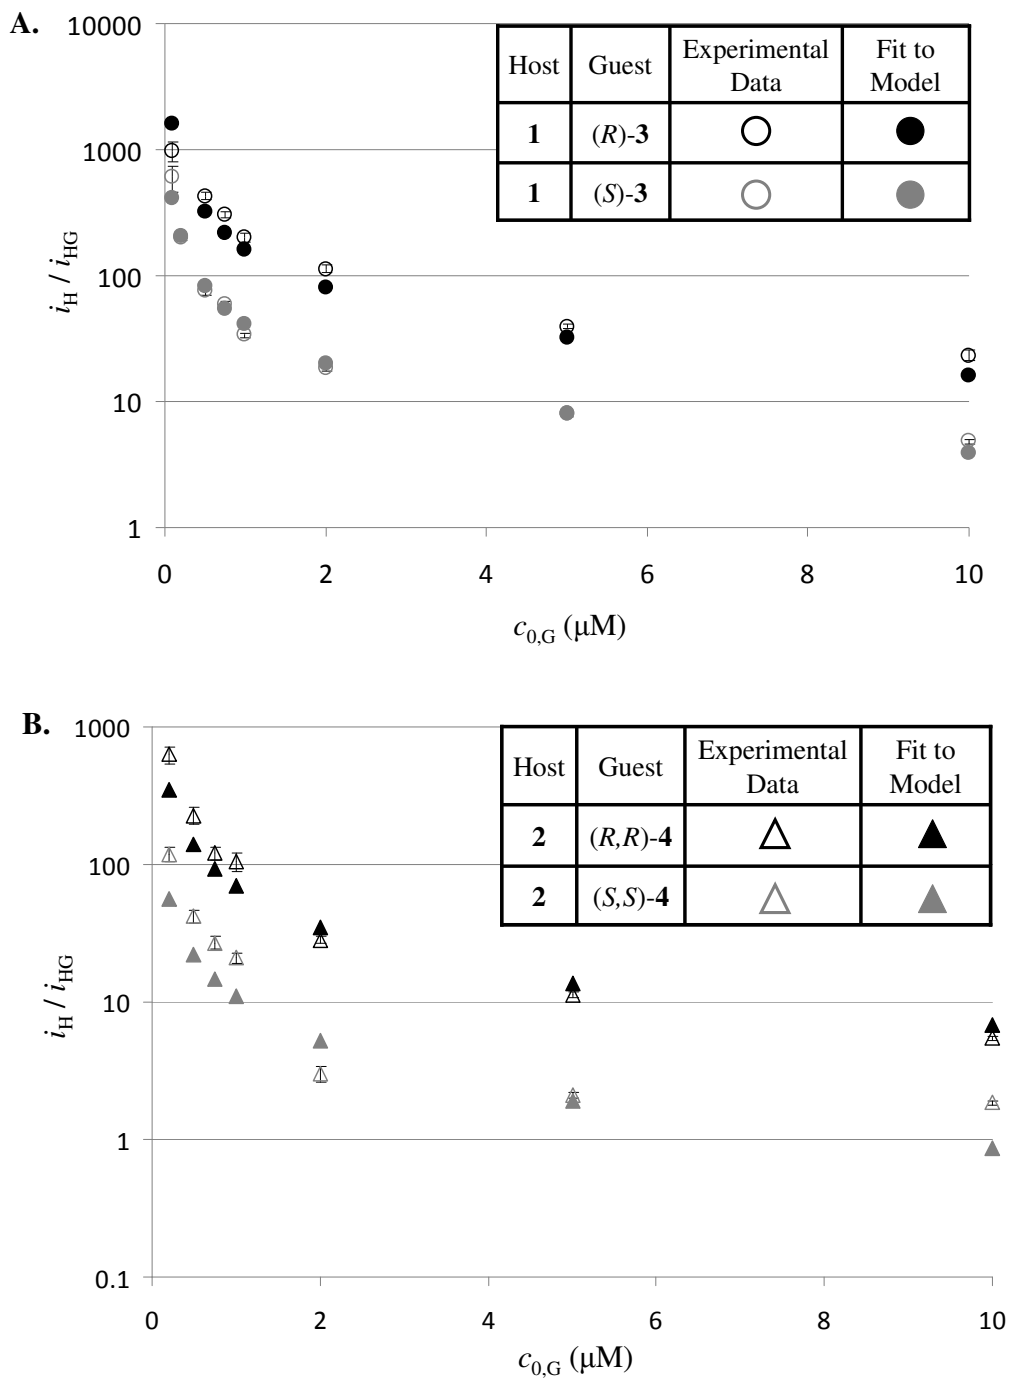 A.
10000
1000
100
10
1
i_H / i_HG
Host Guest Experimental Data Fit to Model
1 (R)-3
1 (S)-3
0 2 4 6 8 10
c_0,G (μM)
B.
1000
100
10
1
0.1
i_H / i_HG
Host Guest Experimental Data Fit to Model
2 (R,R)-4
2 (S,S)-4
0 2 4 6 8 10
c_0,G (μM)